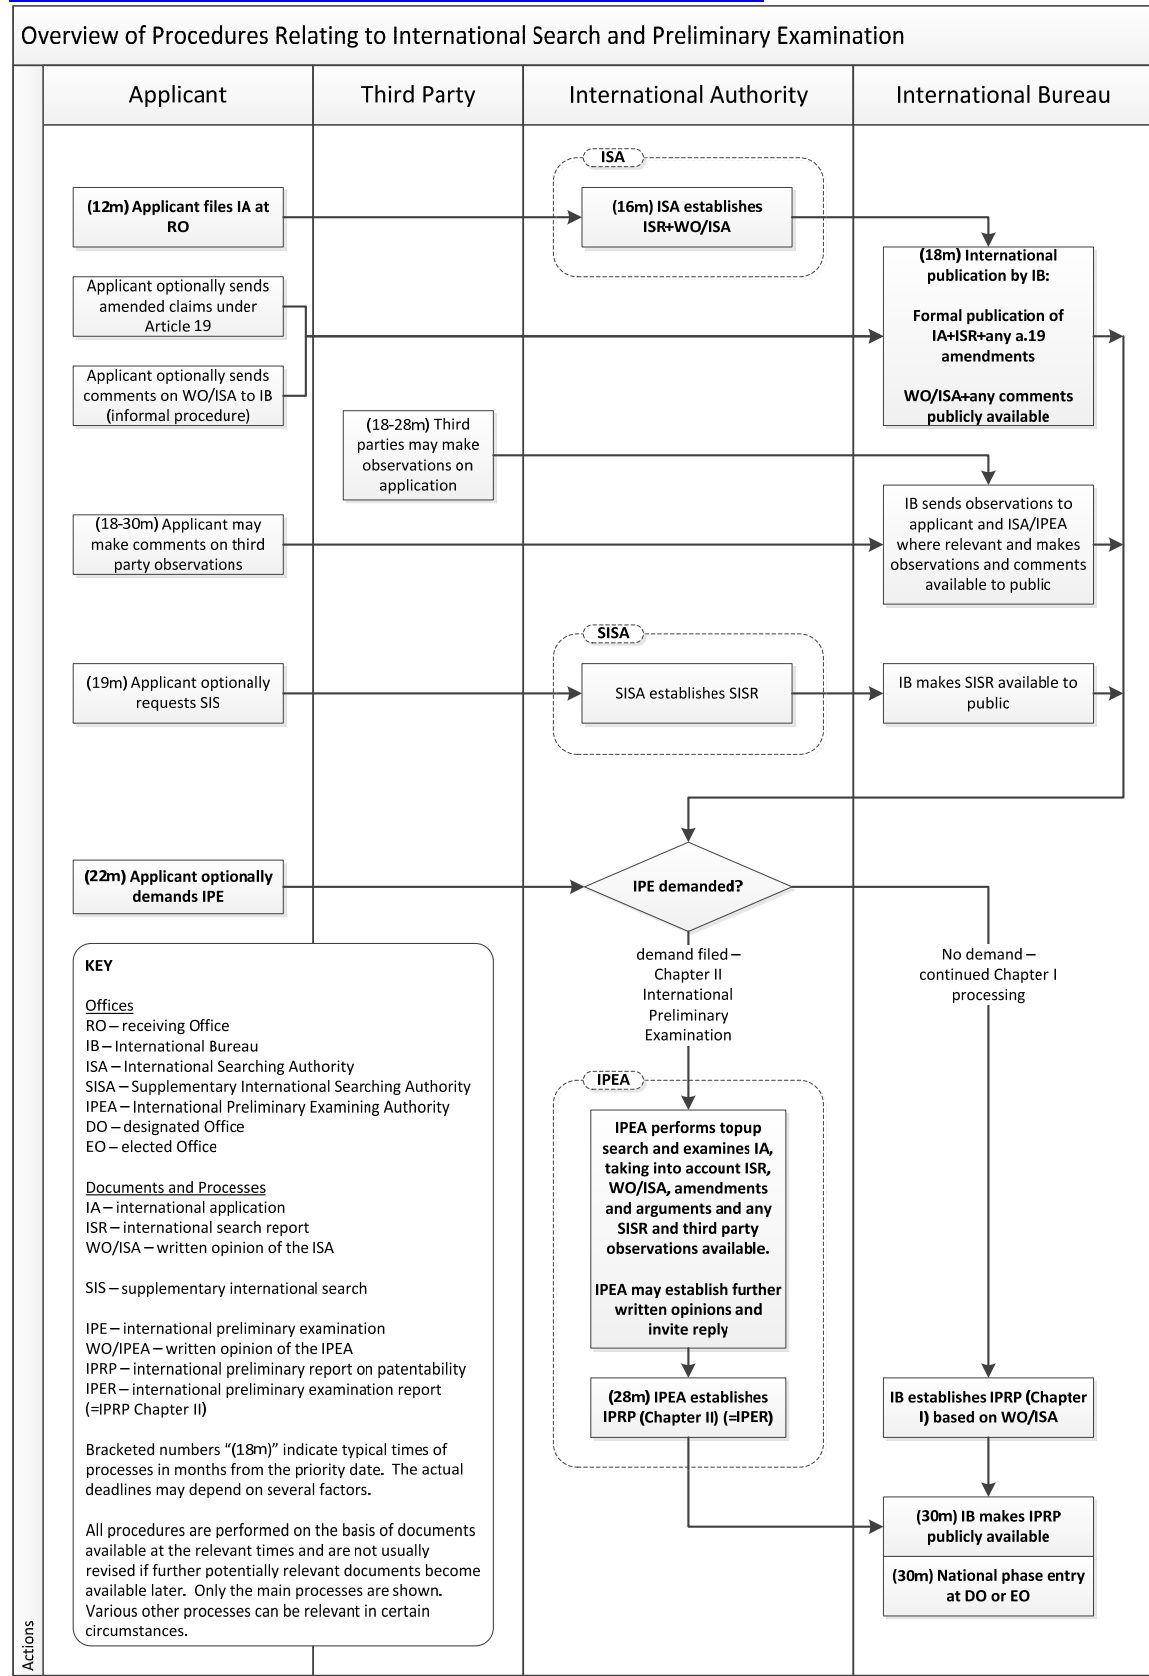 Overview of Procedures Relating to International Search and Preliminary Examination
Applicant
Third Party
International Authority
International Bureau
ISA
(12m) Applicant files IA at
RO
(16m) ISA establishes
ISR+WO/ISA
(18m) International
publication by IB:
Formal publication of
IA+ISR+any a.19
amendments
WO/ISA+any comments
publicly available
Applicant optionally sends
amended claims under
Article 19
Applicant optionally sends
comments on WO/ISA to IB
(informal procedure)
(18-28m) Third
parties may make
observations on
application
(18-30m) Applicant may
make comments on third
party observations
IB sends observations to
applicant and ISA/IPEA
where relevant and makes
observations and comments
available to public
SISA
(19m) Applicant optionally
requests SIS
SISA establishes SISR
IB makes SISR available to
public
(22m) Applicant optionally
demands IPE
IPE demanded?
demand filed –
Chapter II
International
Preliminary
Examination
No demand –
continued Chapter I
processing
IPEA
IPEA performs topup
search and examines IA,
taking into account ISR,
WO/ISA, amendments
and arguments and any
SISR and third party
observations available.
IPEA may establish further
written opinions and
invite reply
(28m) IPEA establishes
IPRP (Chapter II) (=IPER)
IB establishes IPRP (Chapter
I) based on WO/ISA
(30m) IB makes IPRP
publicly available
(30m) National phase entry
at DO or EO
KEY
Offices
RO – receiving Office
IB – International Bureau
ISA – International Searching Authority
SISA – Supplementary International Searching Authority
IPEA – International Preliminary Examining Authority
DO – designated Office
EO – elected Office
Documents and Processes
IA – international application
ISR – international search report
WO/ISA – written opinion of the ISA
SIS – supplementary international search
IPE – international preliminary examination
WO/IPEA – written opinion of the IPEA
IPRP – international preliminary report on patentability
IPER – international preliminary examination report
(=IPRP Chapter II)
Bracketed numbers “(18m)” indicate typical times of
processes in months from the priority date. The actual
deadlines may depend on several factors.
All procedures are performed on the basis of documents
available at the relevant times and are not usually
revised if further potentially relevant documents become
available later. Only the main processes are shown.
Various other processes can be relevant in certain
circumstances.
Actions